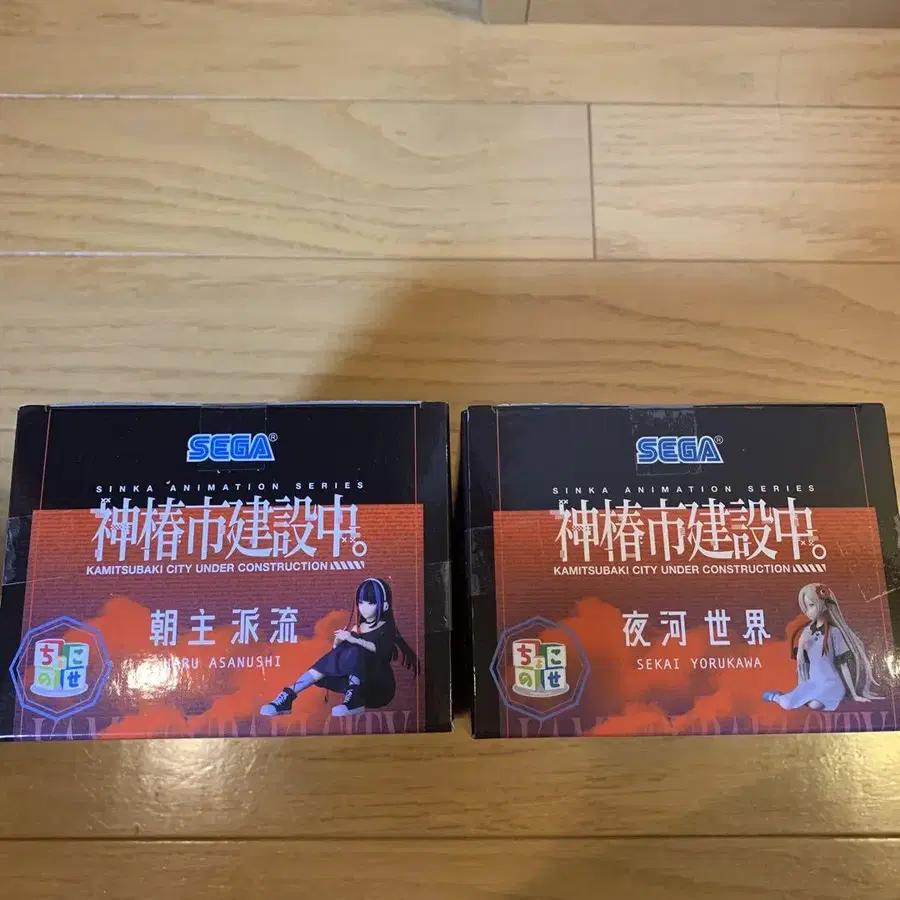 SEGA®
SINKA ANIMATION SERIES
神椿市建設中。
KAMITSUBAKI CITY UNDER CONSTRUCTION
朝主派流
HARU ASANUSHI
ちょこ
のせ
SEGA®
SINKA ANIMATION SERIES
神椿市建設中。
KAMITSUBAKI CITY UNDER CONSTRUCTION
夜河世界
SEKAI YORUKAWA
ちょこ
のせ